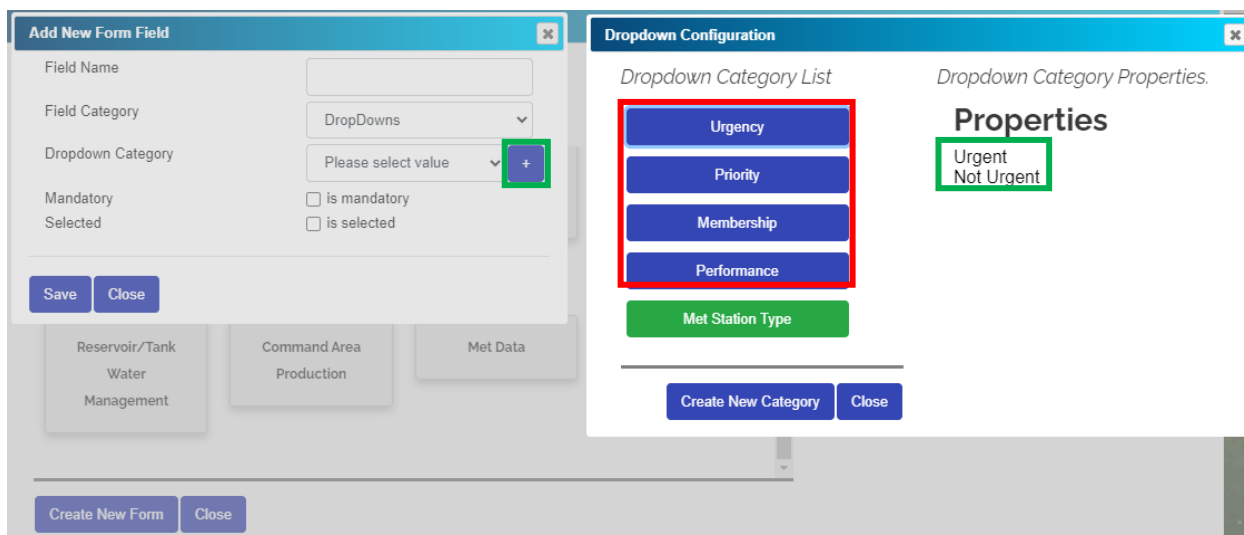 Add New Form Field
Field Name
Field Category
DropDowns
Dropdown Category
Please select value
+
Mandatory
is mandatory
Selected
is selected
Save
Close
Reservoir/Tank
Water
Management
Command Area
Production
Met Data
Create New Form
Close
Dropdown Configuration
Dropdown Category List
Urgency
Priority
Membership
Performance
Met Station Type
Create New Category
Close
Dropdown Category Properties.
Properties
Urgent
Not Urgent